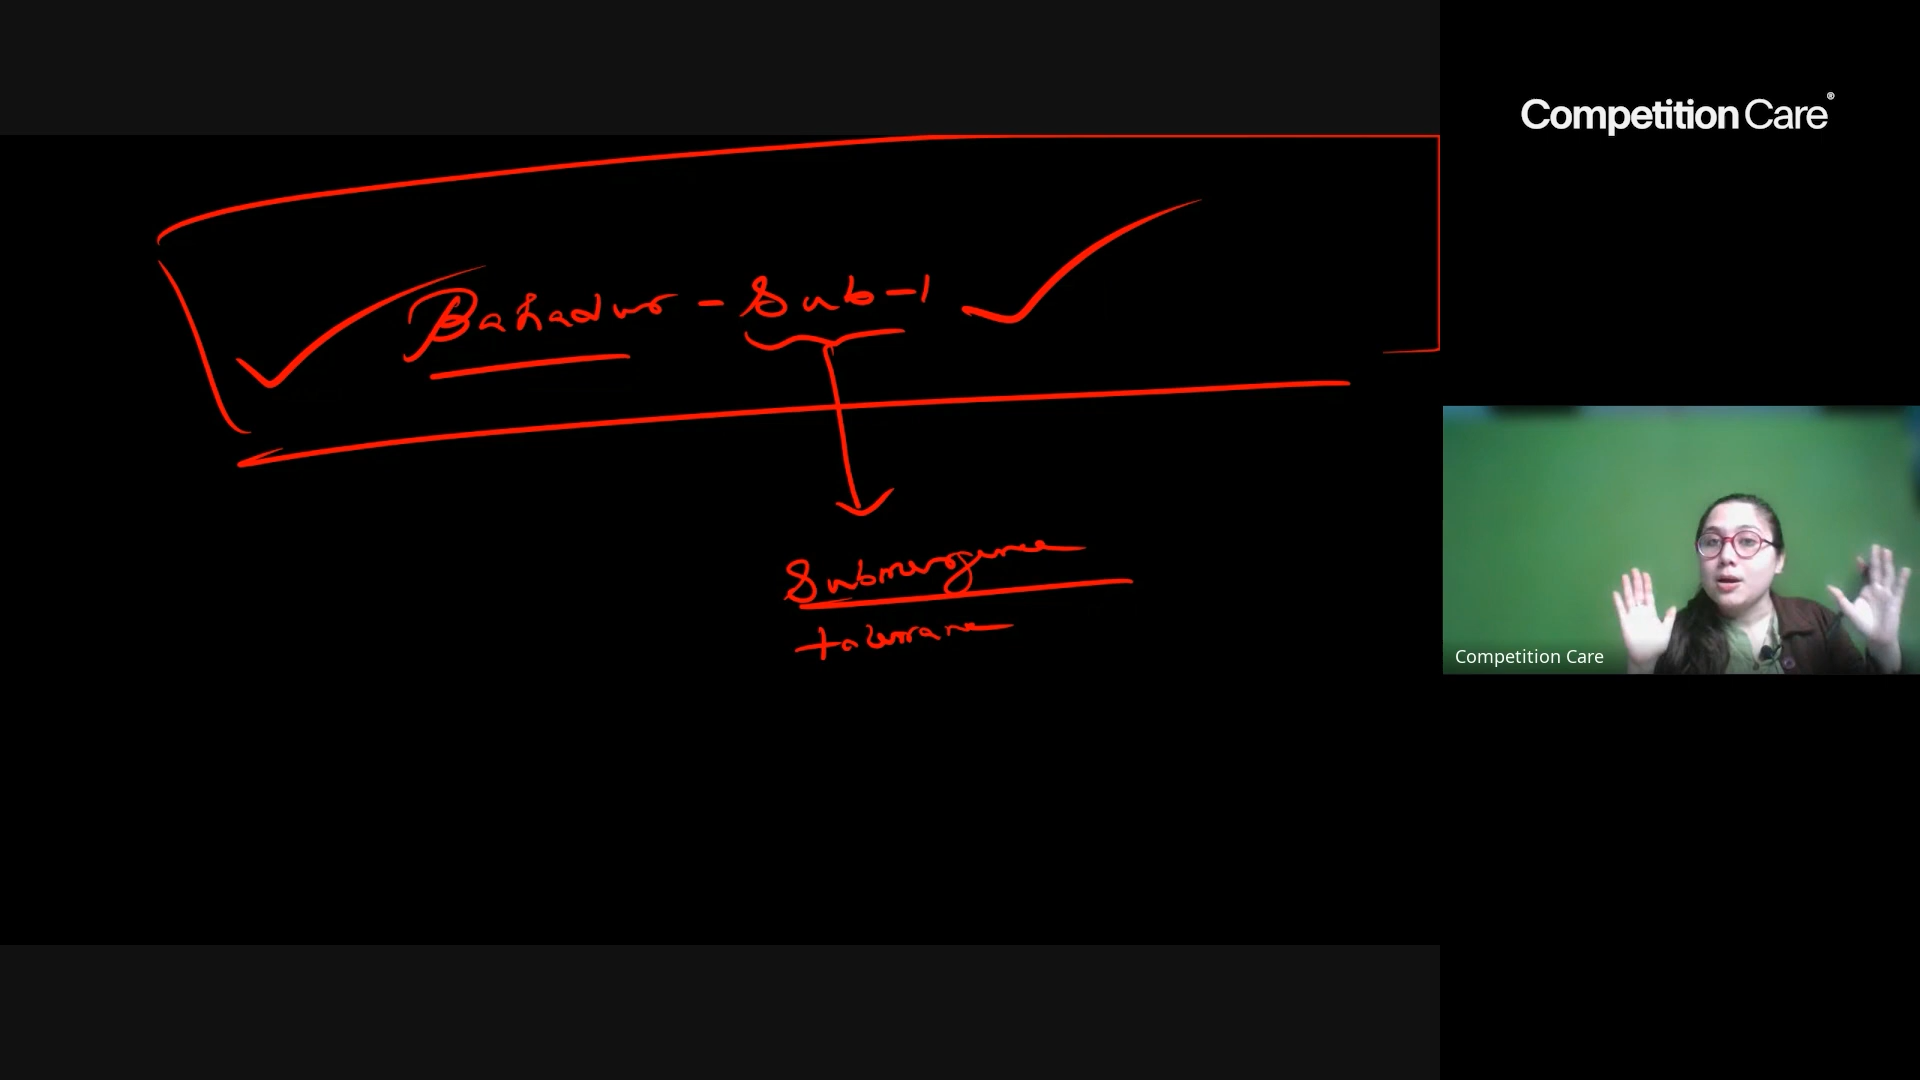 Competition Care®
Bahadur - Sub-1
Submergence
tolerance
Competition Care